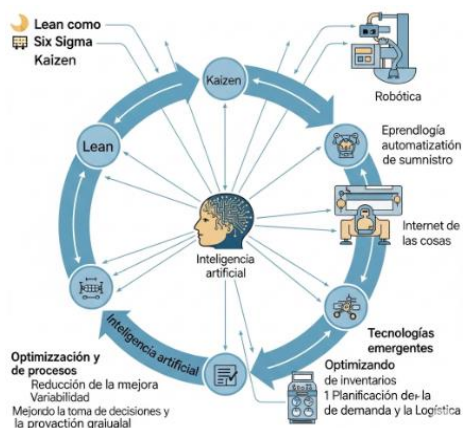 Lean como
Six Sigma
Kaizen
Kaizen
Robótica
Lean
Eprendlogía
automatización
de sumnistro
Internet de
las cosas
Inteligencia
artificial
Inteligencia artificial
Tecnologías
emergentes
Optimizzación y
de procesos
Reducción de la mejora
Variabilidad
Mejordo la toma de decisiones y
la provactión graiualal
Optimizando
de inventarios
1 Planificación de la
de demanda y la Logística